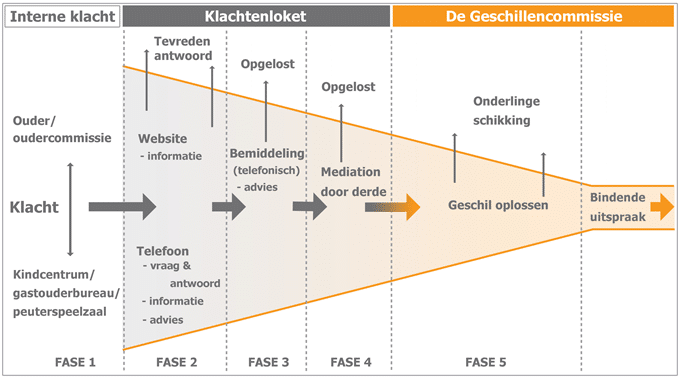 Interne klacht
Klachtenloket
De Geschillencommissie
Ouder/
oudercommissie
Klacht
Kindcentrum/
gastouderbureau/
peuterspeelzaal
Tevreden
antwoord
Website
- informatie
Telefoon
- vraag &
antwoord
- informatie
- advies
Opgelost
Bemiddeling
(telefonisch)
- advies
Opgelost
Mediation
door derde
Onderlinge
schikking
Geschil oplossen
Bindende
uitspraak
FASE 1
FASE 2
FASE 3
FASE 4
FASE 5